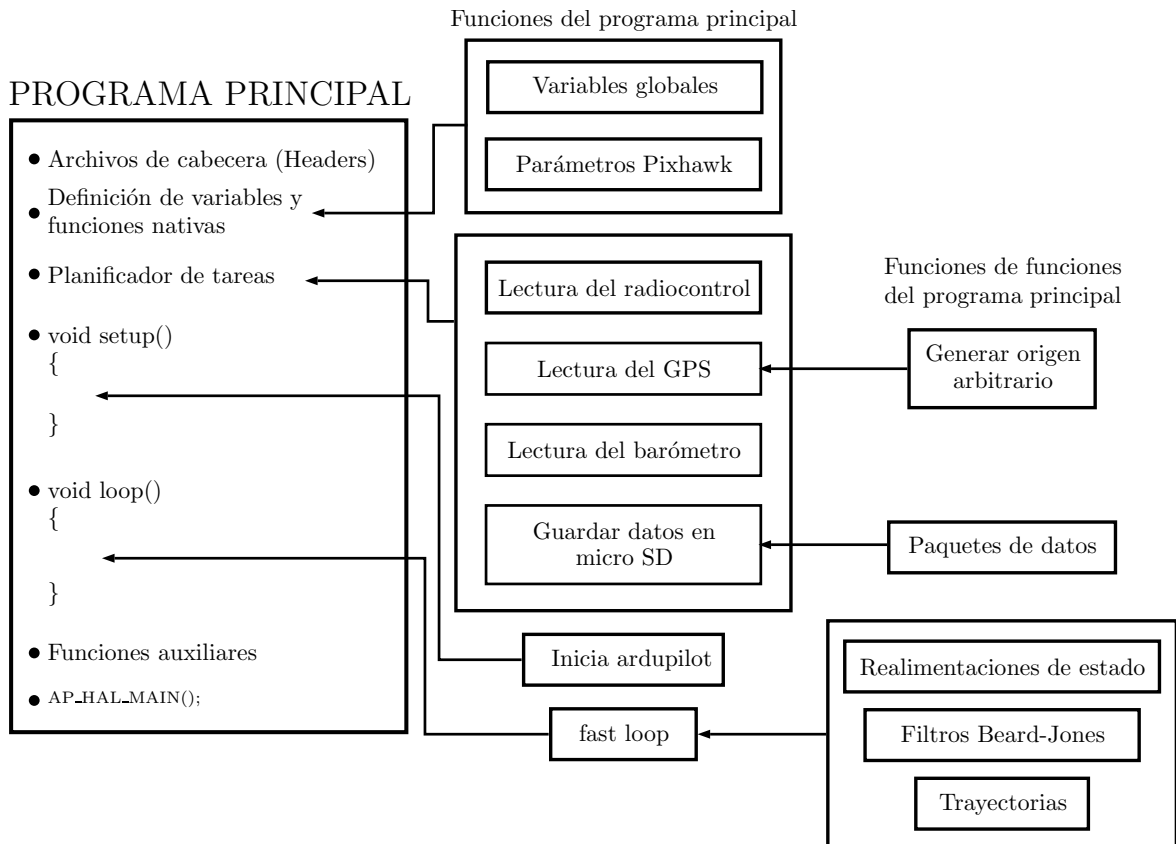 PROGRAMA PRINCIPAL
• Archivos de cabecera (Headers)
• Definición de variables y
funciones nativas
• Planificador de tareas
• void setup()
{
}
• void loop()
{
}
• Funciones auxiliares
• AP_HAL_MAIN();
Funciones del programa principal
Variables globales
Parámetros Pixhawk
Lectura del radiocontrol
Lectura del GPS
Lectura del barómetro
Guardar datos en
micro SD
Inicia ardupilot
fast loop
Funciones de funciones
del programa principal
Generar origen
arbitrario
Paquetes de datos
Realimentaciones de estado
Filtros Beard-Jones
Trayectorias